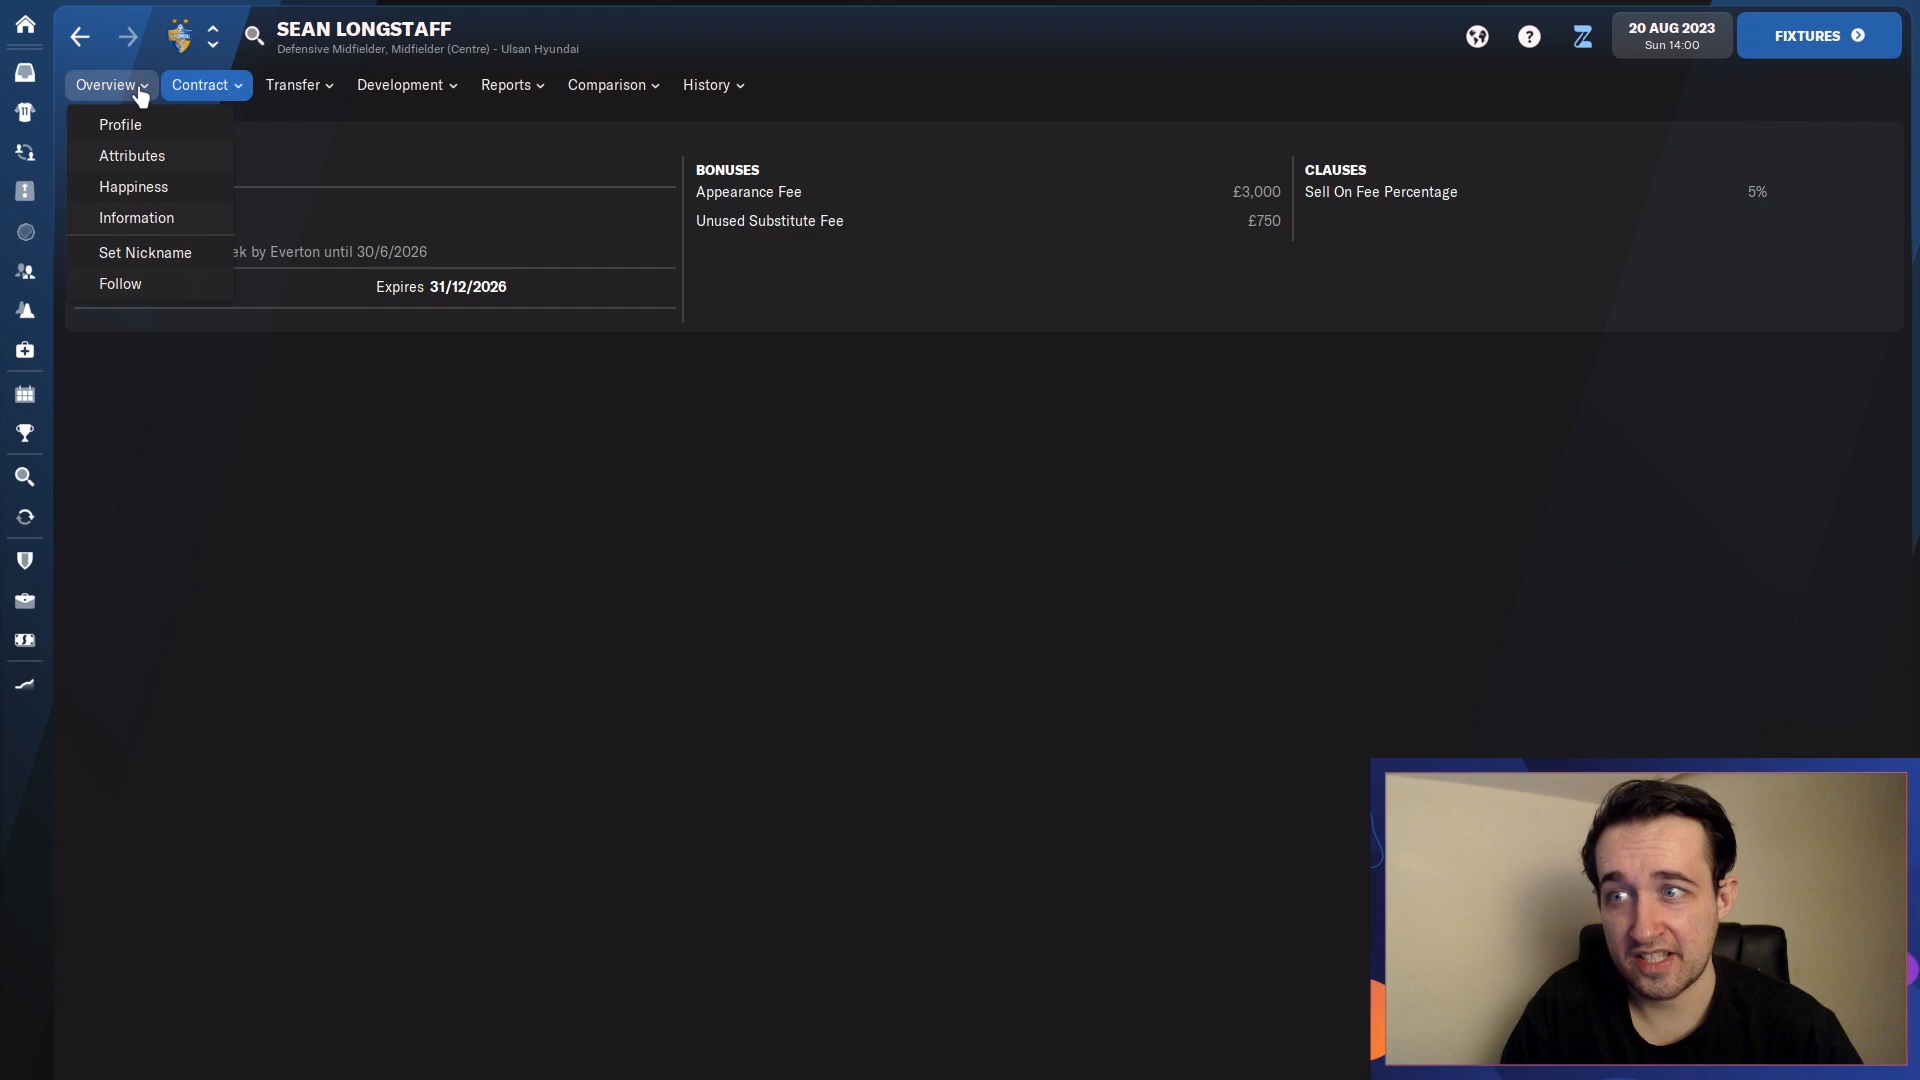 SEAN LONGSTAFF
Defensive Midfielder, Midfielder (Centre) - Ulsan Hyundai
20 AUG 2023
Sun 14:00
FIXTURES
Overview
Contract
Transfer
Development
Reports
Comparison
History
Profile
Attributes
Happiness
Information
Set Nickname
Follow
ek by Everton until 30/6/2026
Expires 31/12/2026
BONUSES
Appearance Fee £3,000
Unused Substitute Fee £750
CLAUSES
Sell On Fee Percentage 5%